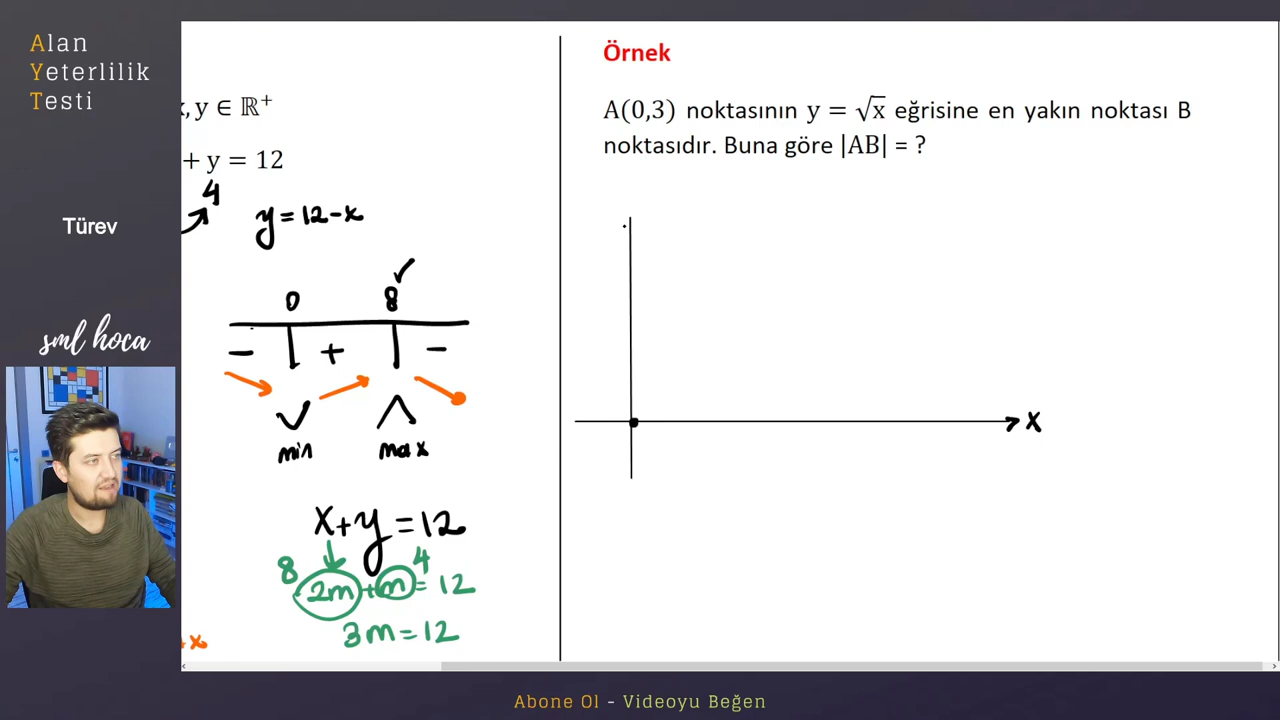 Alan
Yeterlilik
Testi
Türev
sml hoca
x,y ∈ ℝ⁺
+ y = 12
4
y = 12 - x
0 8 ✓
- + -
min max
x + y = 12
8 4
2m + m = 12
3m = 12
x
Örnek
A(0,3) noktasının y = √x eğrisine en yakın noktası B
noktasıdır. Buna göre |AB| = ?
x
Abone Ol - Videoyu Beğen